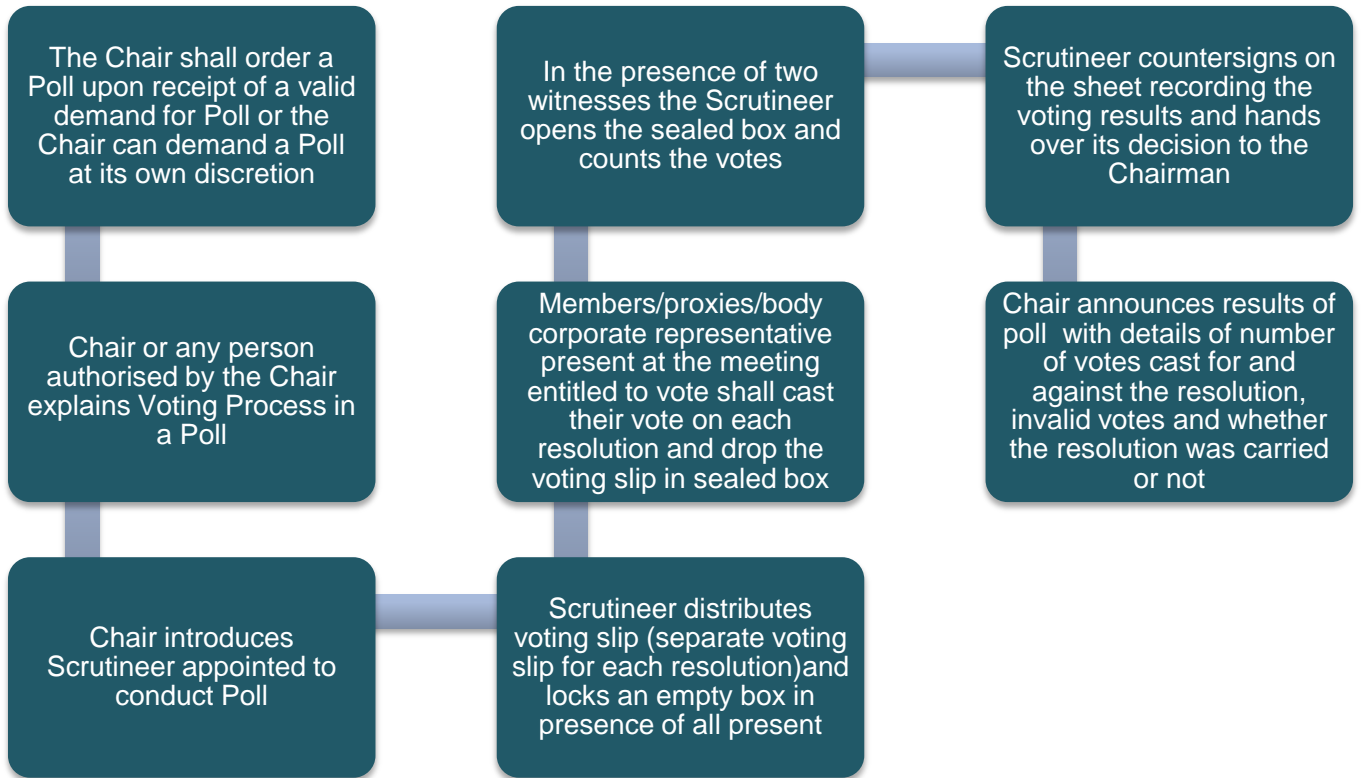 The Chair shall order a
Poll upon receipt of a valid
demand for Poll or the
Chair can demand a Poll
at its own discretion
Chair or any person
authorised by the Chair
explains Voting Process in
a Poll
Chair introduces
Scrutineer appointed to
conduct Poll
Scrutineer distributes
voting slip (separate voting
slip for each resolution)and
locks an empty box in
presence of all present
Members/proxies/body
corporate representative
present at the meeting
entitled to vote shall cast
their vote on each
resolution and drop the
voting slip in sealed box
In the presence of two
witnesses the Scrutineer
opens the sealed box and
counts the votes
Scrutineer countersigns on
the sheet recording the
voting results and hands
over its decision to the
Chairman
Chair announces results of
poll  with details of number
of votes cast for and
against the resolution,
invalid votes and whether
the resolution was carried
or not